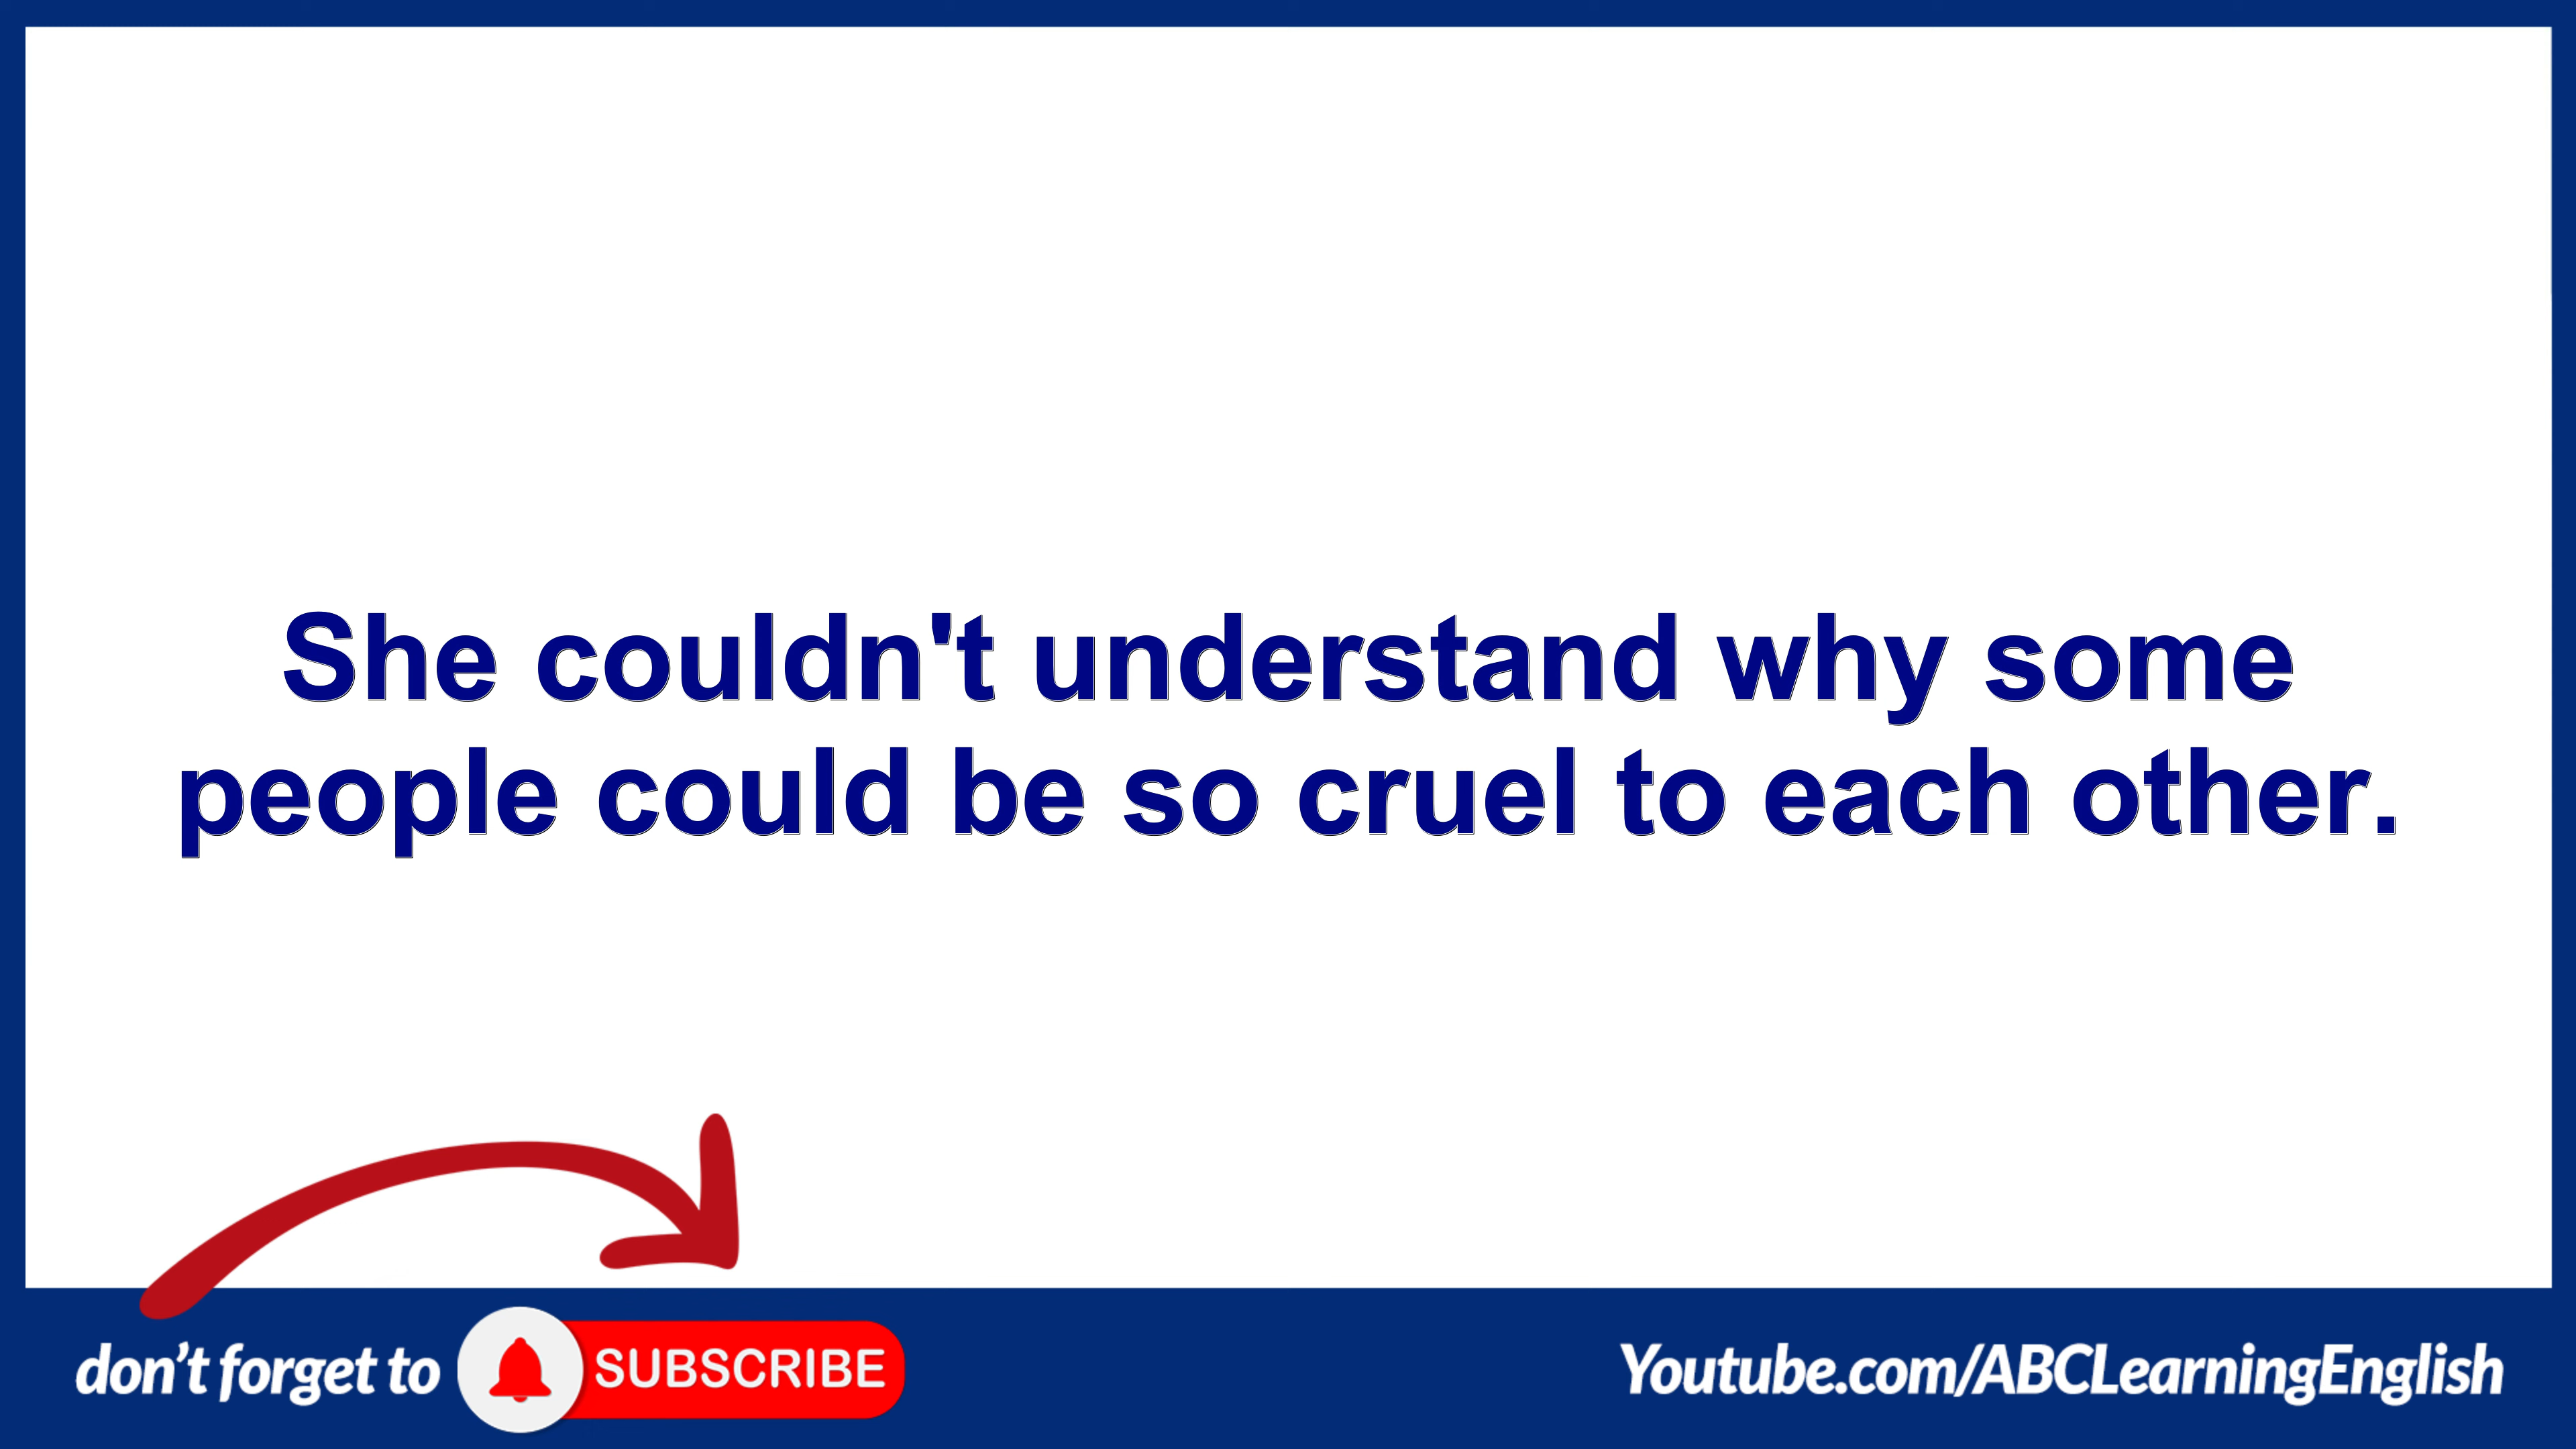 She couldn't understand why some
people could be so cruel to each other.
don't forget to SUBSCRIBE
Youtube.com/ABCLearningEnglish